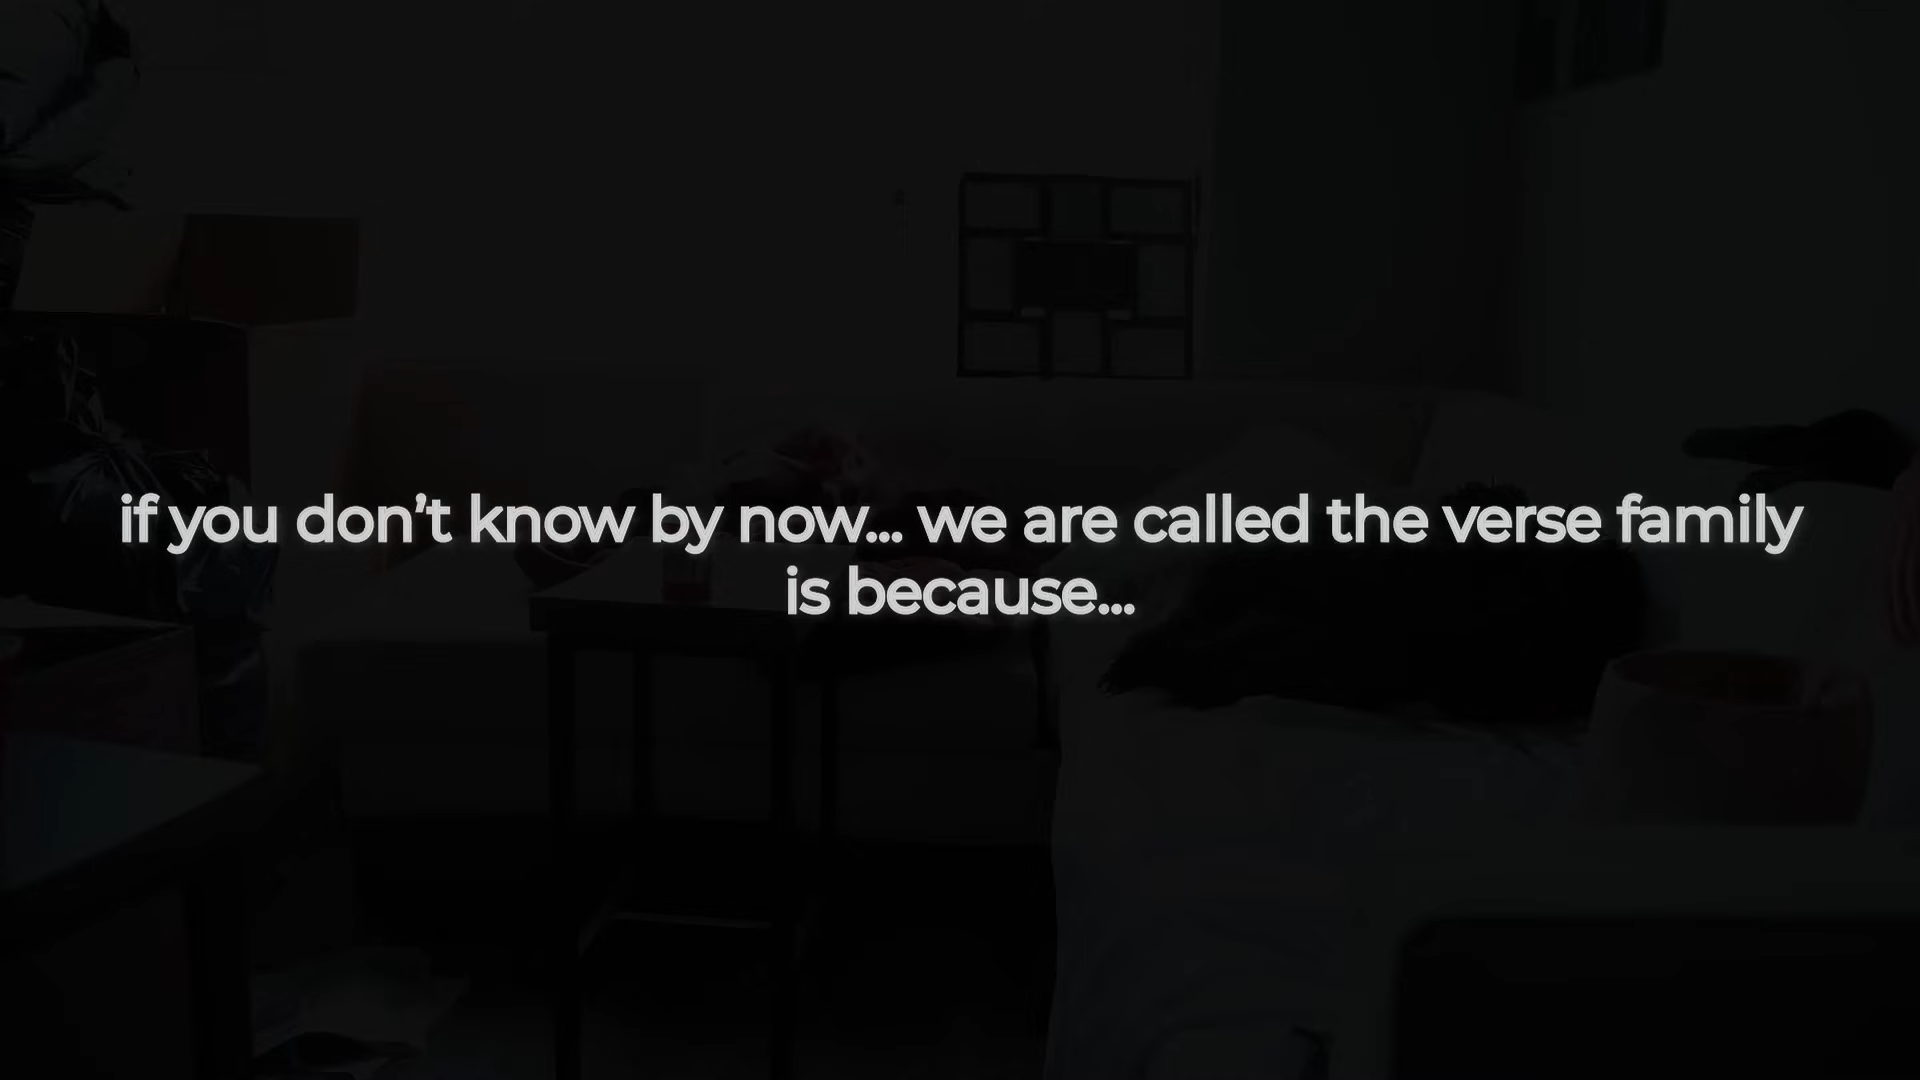 if you don’t know by now... we are called the verse family
is because...